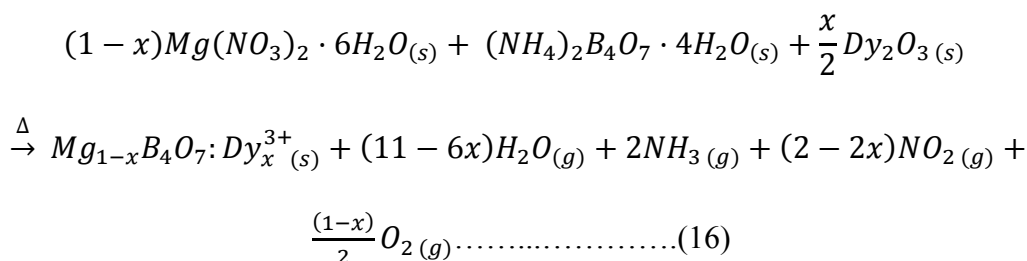 (1 − x)Mg(NO₃)₂ · 6H₂O₍ₛ₎ + (NH₄)₂B₄O₇ · 4H₂O₍ₛ₎ + x/2 Dy₂O₃ ₍ₛ₎
Δ→ Mg₁₋ₓB₄O₇: Dyₓ³⁺₍ₛ₎ + (11 − 6x)H₂O₍g₎ + 2NH₃ ₍g₎ + (2 − 2x)NO₂ ₍g₎ +
(1−x)/2 O₂ ₍g₎……...………….(16)